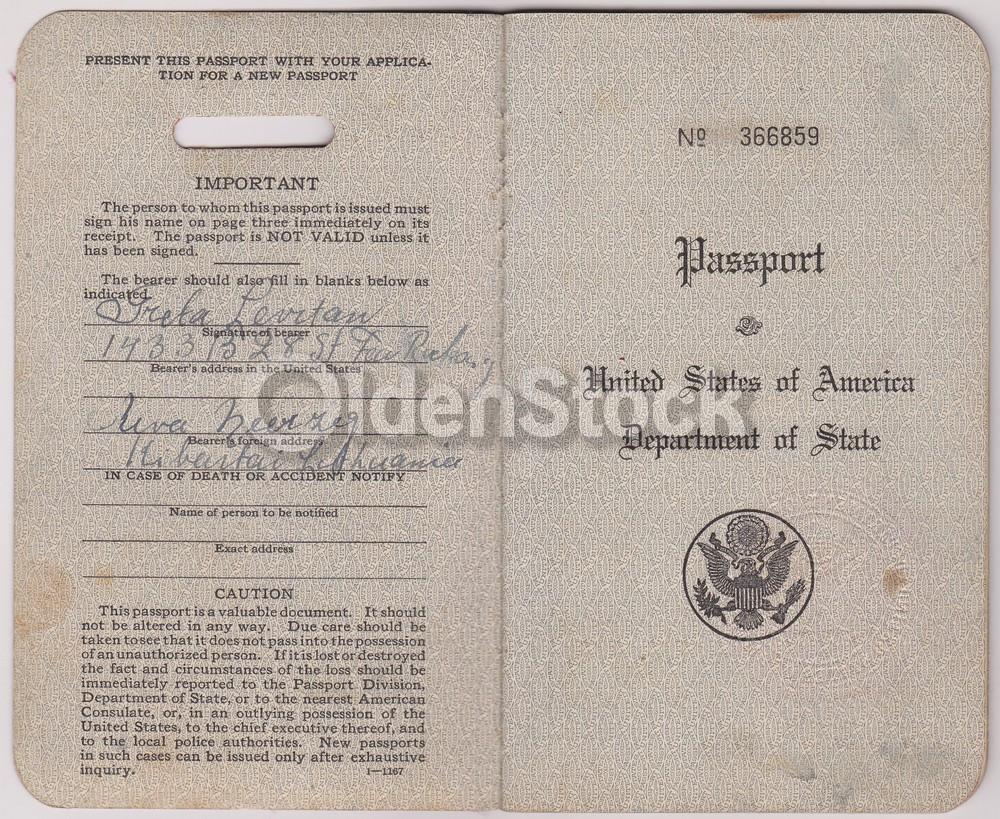 PRESENT THIS PASSPORT WITH YOUR APPLICA-
TION FOR A NEW PASSPORT
IMPORTANT
The person to whom this passport is issued must
sign his name on page three immediately on its
receipt. The passport is NOT VALID unless it
has been signed.
The bearer should also fill in blanks below as
indicated
Greta Levitan
Signature of bearer
1433 B 28 St Far
Bearer's address in the United States
Herzig
Bearer's foreign address
Kibartai Lithuania
IN CASE OF DEATH OR ACCIDENT NOTIFY
Name of person to be notified
Exact address
CAUTION
This passport is a valuable document. It should
not be altered in any way. Due care should be
taken to see that it does not pass into the possession
of an unauthorized person. If it is lost or destroyed
the fact and circumstances of the loss should be
immediately reported to the Passport Division,
Department of State, or to the nearest American
Consulate, or, in an outlying possession of the
United States, to the chief executive thereof, and
to the local police authorities. New passports
in such cases can be issued only after exhaustive
inquiry.
1—1167
No 366859
Passport
United States of America
Department of State
OldenStock